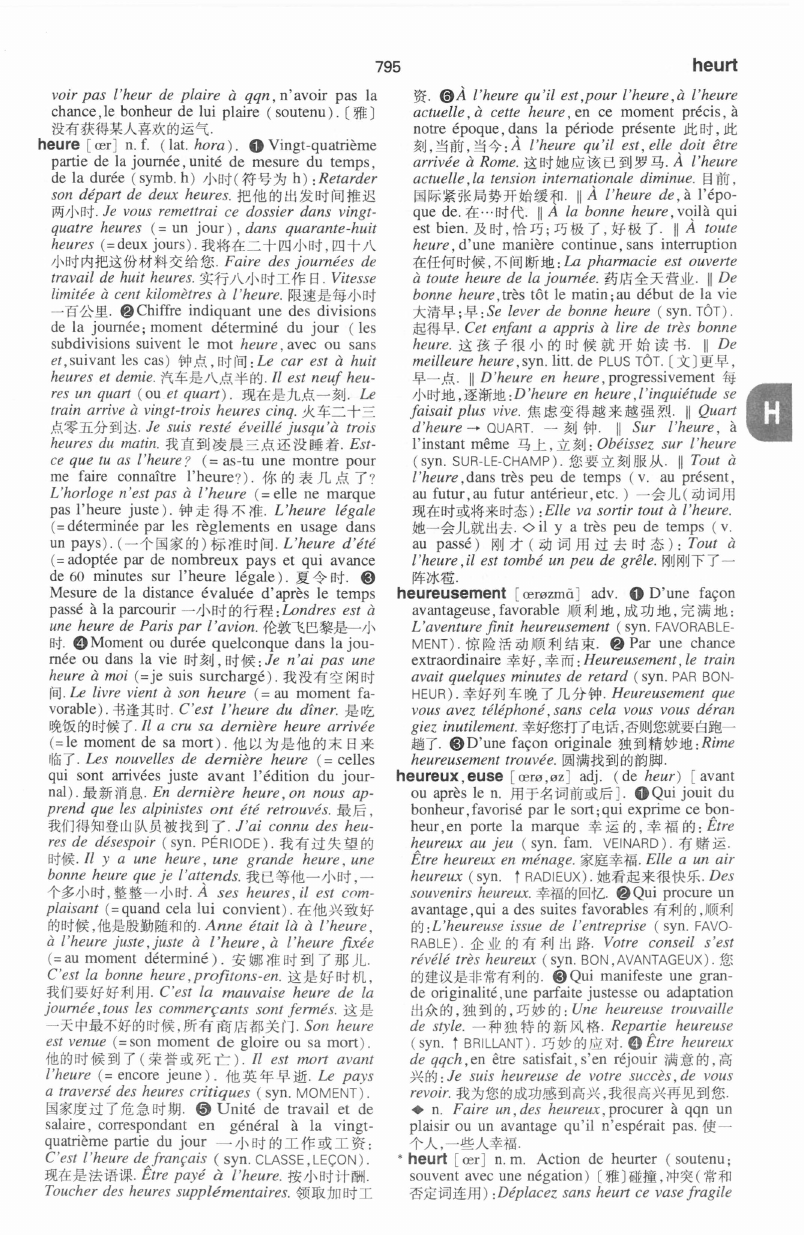 795
heurt
voir pas l'heur de plaire à qqn, n'avoir pas la
chance, le bonheur de lui plaire (soutenu).〔雅〕
没有获得某人喜欢的运气.
heure [œr] n.f. (lat. hora). ❶ Vingt-quatrième
partie de la journée, unité de mesure du temps,
de la durée (symb. h) 小时(符号为 h): Retarder
son départ de deux heures. 把他的出发时间推迟
两小时. Je vous remettrai ce dossier dans vingt-
quatre heures (= un jour), dans quarante-huit
heures (= deux jours). 我将在二十四小时,四十八
小时内把这份材料交给您. Faire des journées de
travail de huit heures. 实行八小时工作日. Vitesse
limitée à cent kilomètres à l'heure. 限速是每小时
一百公里. ❷ Chiffre indiquant une des divisions
de la journée; moment déterminé du jour (les
subdivisions suivent le mot heure, avec ou sans
et, suivant les cas) 钟点,时间: Le car est à huit
heures et demie. 汽车是八点半的. Il est neuf heu-
res un quart (ou et quart). 现在是九点一刻. Le
train arrive à vingt-trois heures cinq. 火车二十三
点零五分到达. Je suis resté éveillé jusqu'à trois
heures du matin. 我直到凌晨三点还没睡着. Est-
ce que tu as l'heure? (= as-tu une montre pour
me faire connaître l'heure?). 你的表几点了?
L'horloge n'est pas à l'heure (= elle ne marque
pas l'heure juste). 钟走得不准. L'heure légale
(= déterminée par les règlements en usage dans
un pays). (一个国家的)标准时间. L'heure d'été
(= adoptée par de nombreux pays et qui avance
de 60 minutes sur l'heure légale). 夏令时. ❸
Mesure de la distance évaluée d'après le temps
passé à la parcourir 一小时的行程: Londres est à
une heure de Paris par l'avion. 伦敦飞巴黎是一小
时. ❹ Moment ou durée quelconque dans la jou-
rnée ou dans la vie 时刻,时候: Je n'ai pas une
heure à moi (= je suis surchargé). 我没有空闲时
间. Le livre vient à son heure (= au moment fa-
vorable). 书逢其时. C'est l'heure du dîner. 是吃
晚饭的时候了. Il a cru sa dernière heure arrivée
(= le moment de sa mort). 他以为是他的末日来
临了. Les nouvelles de dernière heure (= celles
qui sont arrivées juste avant l'édition du jour-
nal). 最新消息. En dernière heure, on nous ap-
prend que les alpinistes ont été retrouvés. 最后,
我们得知登山队员被找到了. J'ai connu des heu-
res de désespoir (syn. PÉRIODE). 我有过失望的
时候. Il y a une heure, une grande heure, une
bonne heure que je l'attends. 我已等他一小时,一
个多小时,整整一小时. À ses heures, il est com-
plaisant (= quand cela lui convient). 在他兴致好
的时候,他是殷勤随和的. Anne était là à l'heure,
à l'heure juste, juste à l'heure, à l'heure fixée
(= au moment déterminé). 安娜准时到了那儿.
C'est la bonne heure, profitons-en. 这是好时机,
我们要好好利用. C'est la mauvaise heure de la
journée, tous les commerçants sont fermés. 这是
一天中最不好的时候,所有商店都关门. Son heure
est venue (= son moment de gloire ou sa mort).
他的时候到了(荣誉或死亡). Il est mort avant
l'heure (= encore jeune). 他英年早逝. Le pays
a traversé des heures critiques (syn. MOMENT).
国家度过了危急时期. ❺ Unité de travail et de
salaire, correspondant en général à la vingt-
quatrième partie du jour 一小时的工作或工资:
C'est l'heure de français (syn. CLASSE, LEÇON).
现在是法语课. Être payé à l'heure. 按小时计酬.
Toucher des heures supplémentaires. 领取加时工
资. ❻ À l'heure qu'il est, pour l'heure, à l'heure
actuelle, à cette heure, en ce moment précis, à
notre époque, dans la période présente 此时,此
刻,当前,当今: À l'heure qu'il est, elle doit être
arrivée à Rome. 这时她应该已到罗马. À l'heure
actuelle, la tension internationale diminue. 目前,
国际紧张局势开始缓和. ‖ À l'heure de, à l'épo-
que de. 在…时代. ‖ À la bonne heure, voilà qui
est bien. 及时,恰巧;巧极了,好极了. ‖ À toute
heure, d'une manière continue, sans interruption
在任何时候,不间断地: La pharmacie est ouverte
à toute heure de la journée. 药店全天营业. ‖ De
bonne heure, très tôt le matin; au début de la vie
大清早;早: Se lever de bonne heure (syn. TÔT).
起得早. Cet enfant a appris à lire de très bonne
heure. 这孩子很小的时候就开始读书. ‖ De
meilleure heure, syn. litt. de PLUS TÔT.〔文〕更早,
早一点. ‖ D'heure en heure, progressivement 每
小时地,逐渐地: D'heure en heure, l'inquiétude se
faisait plus vive. 焦虑变得越来越强烈. ‖ Quart
d'heure → QUART. 一刻钟. ‖ Sur l'heure, à
l'instant même 马上,立刻: Obéissez sur l'heure
(syn. SUR-LE-CHAMP). 您要立刻服从. ‖ Tout à
l'heure, dans très peu de temps (v. au présent,
au futur, au futur antérieur, etc.) 一会儿(动词用
现在时或将来时态): Elle va sortir tout à l'heure.
她一会儿就出去. ◇ il y a très peu de temps (v.
au passé) 刚才(动词用过去时态): Tout à
l'heure, il est tombé un peu de grêle. 刚刚下了一
阵冰雹.
heureusement [œrøzmɑ̃] adv. ❶ D'une façon
avantageuse, favorable 顺利地,成功地,完满地:
L'aventure finit heureusement (syn. FAVORABLE-
MENT). 惊险活动顺利结束. ❷ Par une chance
extraordinaire 幸好,幸而: Heureusement, le train
avait quelques minutes de retard (syn. PAR BON-
HEUR). 幸好列车晚了几分钟. Heureusement que
vous avez téléphoné, sans cela vous vous déran
giez inutilement. 幸好您打了电话,否则您就要白跑一
趟了. ❸ D'une façon originale 独到精妙地: Rime
heureusement trouvée. 圆满找到的韵脚.
heureux, euse [œrø, øz] adj. (de heur) [avant
ou après le n. 用于名词前或后]. ❶ Qui jouit du
bonheur, favorisé par le sort; qui exprime ce bon-
heur, en porte la marque 幸运的,幸福的: Être
heureux au jeu (syn. fam. VEINARD). 有赌运.
Être heureux en ménage. 家庭幸福. Elle a un air
heureux (syn. ↑ RADIEUX). 她看起来很快乐. Des
souvenirs heureux. 幸福的回忆. ❷ Qui procure un
avantage, qui a des suites favorables 有利的,顺利
的: L'heureuse issue de l'entreprise (syn. FAVO-
RABLE). 企业的有利出路. Votre conseil s'est
révélé très heureux (syn. BON, AVANTAGEUX). 您
的建议是非常有利的. ❸ Qui manifeste une gran-
de originalité, une parfaite justesse ou adaptation
出众的,独到的,巧妙的: Une heureuse trouvaille
de style. 一种独特的新风格. Repartie heureuse
(syn. ↑ BRILLANT). 巧妙的应对. ❹ Être heureux
de qqch, en être satisfait, s'en réjouir 满意的,高
兴的: Je suis heureuse de votre succès, de vous
revoir. 我为您的成功感到高兴,我很高兴再见到您.
◆ n. Faire un, des heureux, procurer à qqn un
plaisir ou un avantage qu'il n'espérait pas. 使一
个人,一些人幸福.
* heurt [œr] n.m. Action de heurter (soutenu;
souvent avec une négation)〔雅〕碰撞,冲突(常和
否定词连用): Déplacez sans heurt ce vase fragile
H